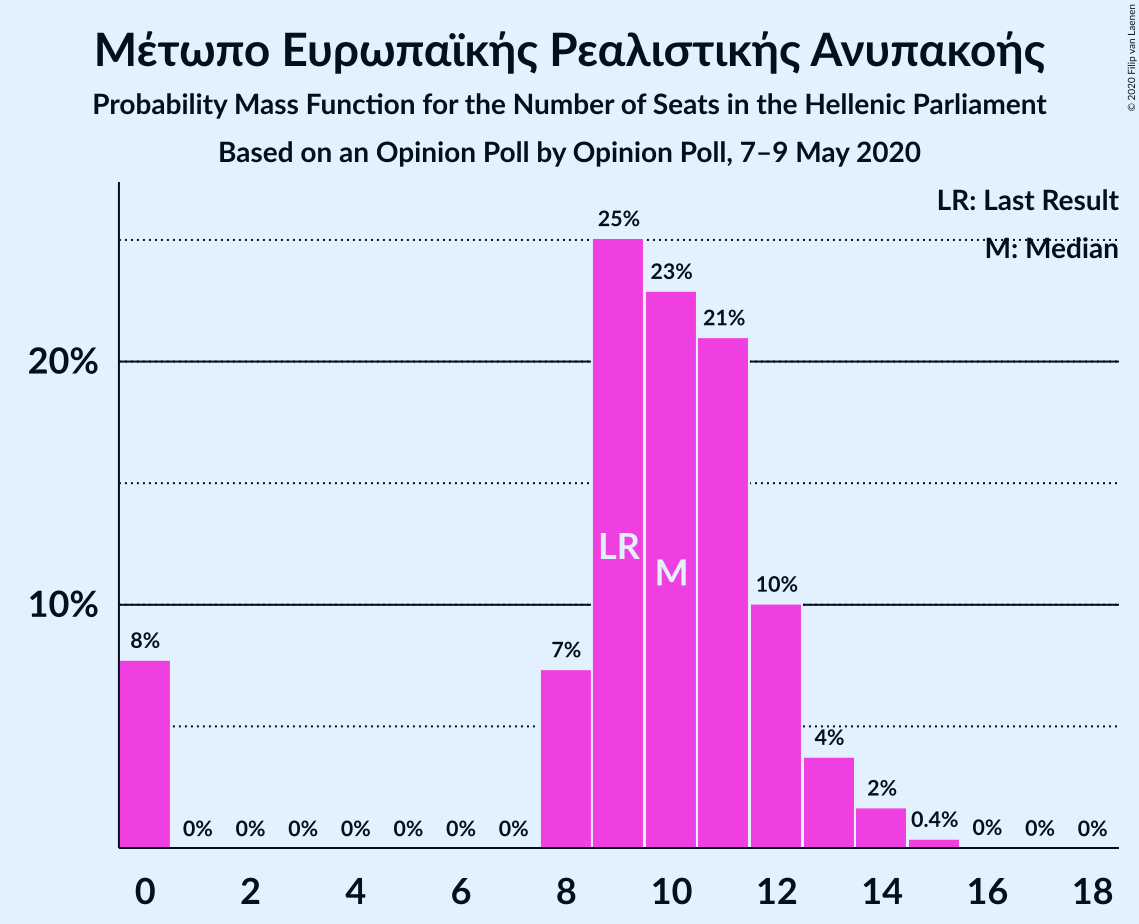 Μέτωπο Ευρωπαϊκής Ρεαλιστικής Ανυπακοής
Probability Mass Function for the Number of Seats in the Hellenic Parliament
Based on an Opinion Poll by Opinion Poll, 7–9 May 2020
© 2020 Filip van Laenen
LR: Last Result
M: Median
20%
10%
8%
0%
0%
0%
0%
0%
0%
0%
7%
25%
23%
21%
10%
4%
2%
0.4%
0%
0%
0%
LR
M
0 2 4 6 8 10 12 14 16 18